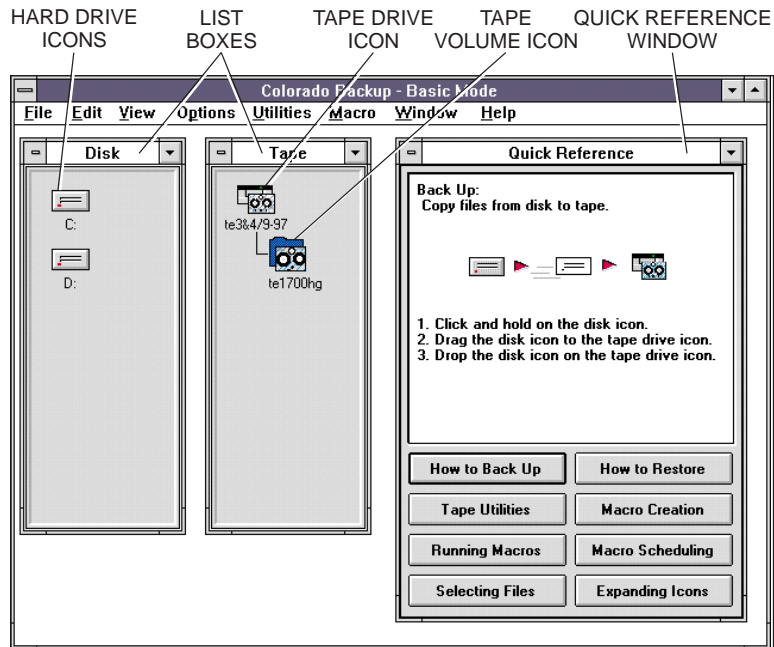 HARD DRIVE ICONS
LIST BOXES
TAPE DRIVE ICON
TAPE VOLUME ICON
QUICK REFERENCE WINDOW
Colorado Backup - Basic Mode
File Edit View Options Utilities Macro Window Help
Disk
C:
D:
Tape
te3&4/9-97
te1700hg
Quick Reference
Back Up:
Copy files from disk to tape.
1. Click and hold on the disk icon.
2. Drag the disk icon to the tape drive icon.
3. Drop the disk icon on the tape drive icon.
How to Back Up
How to Restore
Tape Utilities
Macro Creation
Running Macros
Macro Scheduling
Selecting Files
Expanding Icons